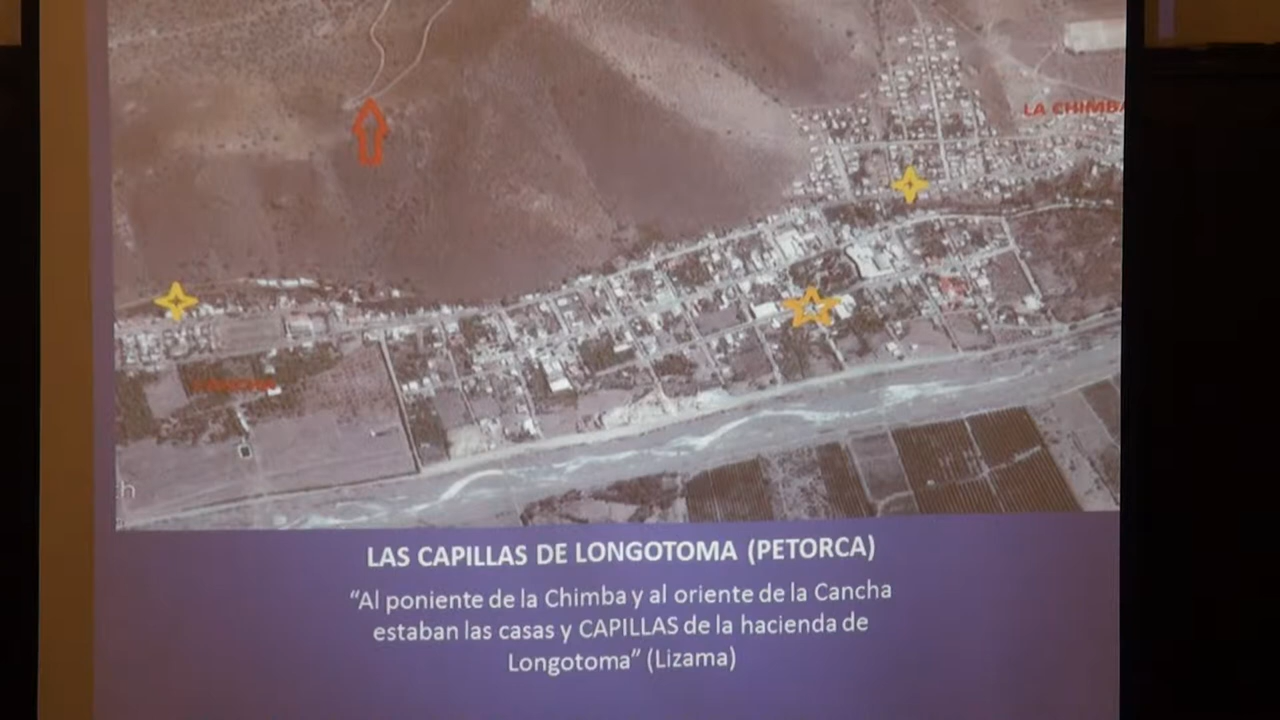 LA CHIMBA
h
LAS CAPILLAS DE LONGOTOMA (PETORCA)
“Al poniente de la Chimba y al oriente de la Cancha
estaban las casas y CAPILLAS de la hacienda de
Longotoma” (Lizama)